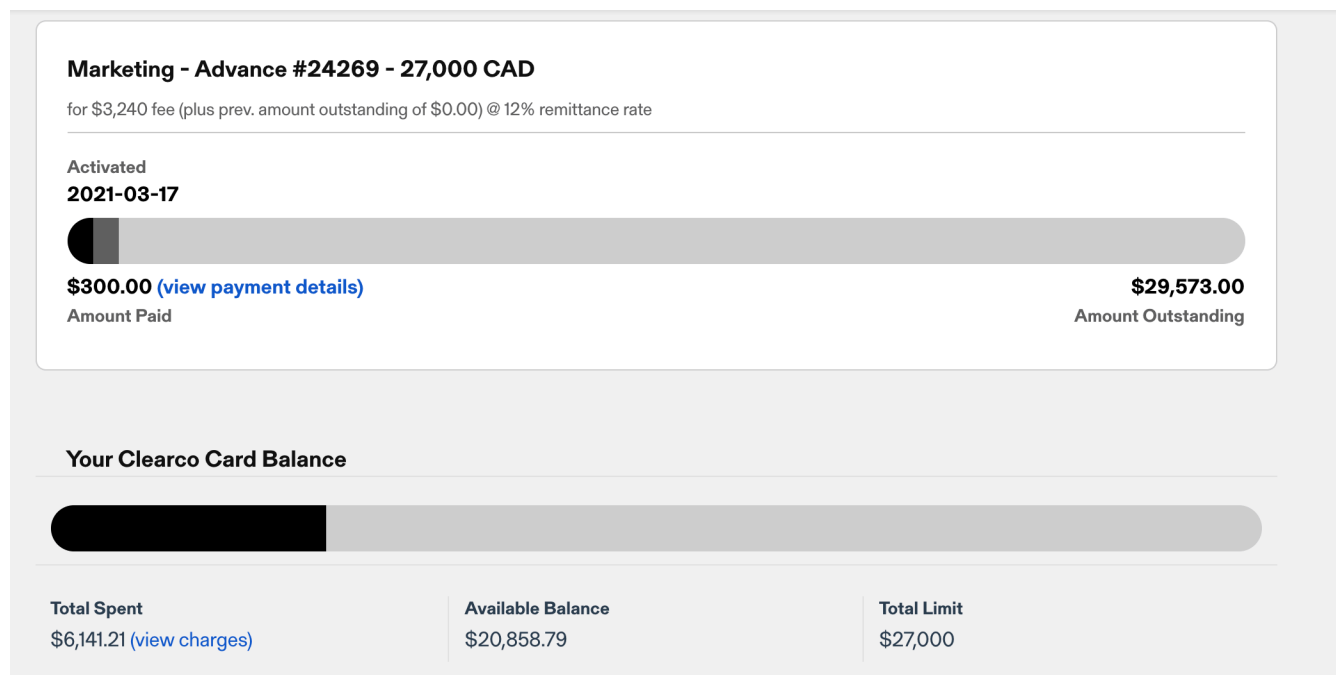 Marketing - Advance #24269 - 27,000 CAD
for $3,240 fee (plus prev. amount outstanding of $0.00) @ 12% remittance rate
Activated
2021-03-17
$300.00 (view payment details)
Amount Paid
$29,573.00
Amount Outstanding
Your Clearco Card Balance
Total Spent
$6,141.21 (view charges)
Available Balance
$20,858.79
Total Limit
$27,000